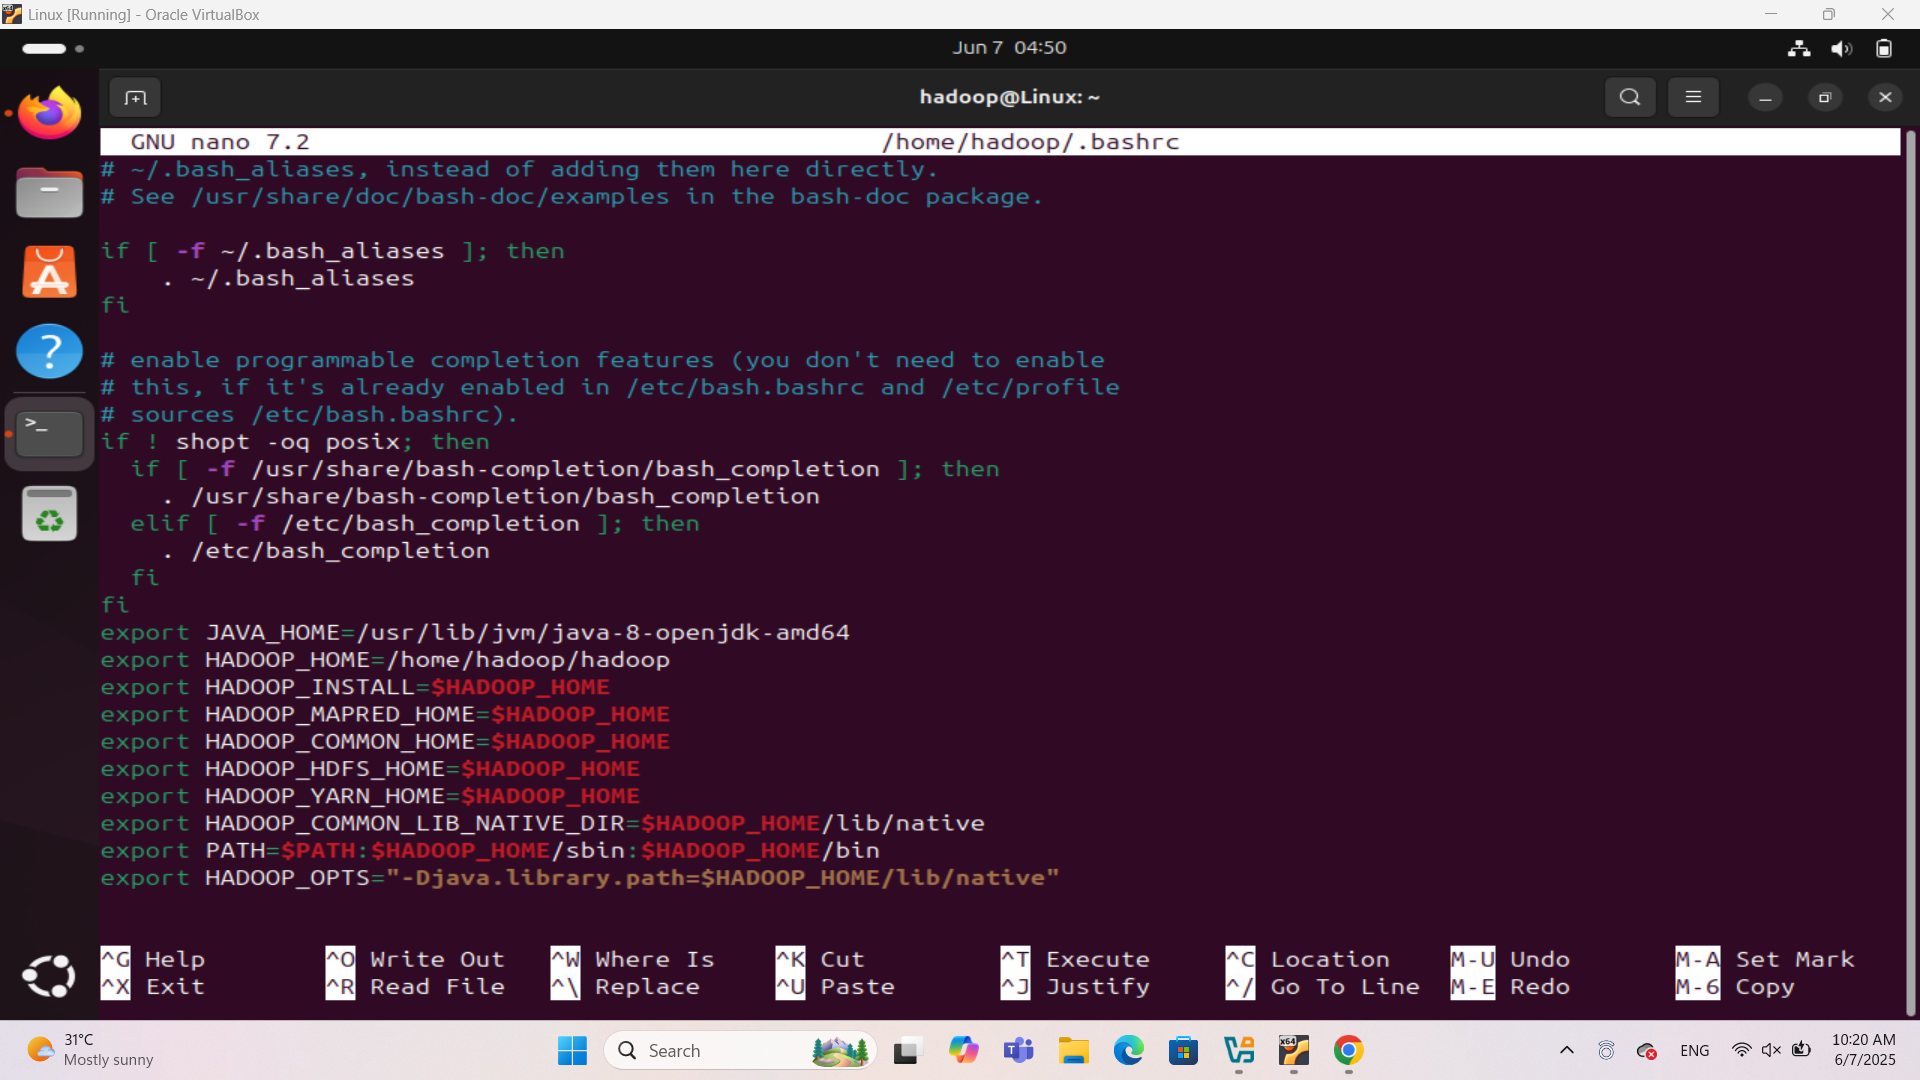 Linux [Running] - Oracle VirtualBox
Jun 7 04:50
hadoop@Linux: ~
GNU nano 7.2 /home/hadoop/.bashrc
# ~/.bash_aliases, instead of adding them here directly.
# See /usr/share/doc/bash-doc/examples in the bash-doc package.
if [ -f ~/.bash_aliases ]; then
. ~/.bash_aliases
fi
# enable programmable completion features (you don't need to enable
# this, if it's already enabled in /etc/bash.bashrc and /etc/profile
# sources /etc/bash.bashrc).
if ! shopt -oq posix; then
if [ -f /usr/share/bash-completion/bash_completion ]; then
. /usr/share/bash-completion/bash_completion
elif [ -f /etc/bash_completion ]; then
. /etc/bash_completion
fi
fi
export JAVA_HOME=/usr/lib/jvm/java-8-openjdk-amd64
export HADOOP_HOME=/home/hadoop/hadoop
export HADOOP_INSTALL=$HADOOP_HOME
export HADOOP_MAPRED_HOME=$HADOOP_HOME
export HADOOP_COMMON_HOME=$HADOOP_HOME
export HADOOP_HDFS_HOME=$HADOOP_HOME
export HADOOP_YARN_HOME=$HADOOP_HOME
export HADOOP_COMMON_LIB_NATIVE_DIR=$HADOOP_HOME/lib/native
export PATH=$PATH:$HADOOP_HOME/sbin:$HADOOP_HOME/bin
export HADOOP_OPTS="-Djava.library.path=$HADOOP_HOME/lib/native"
^G Help ^O Write Out ^W Where Is ^K Cut ^T Execute ^C Location M-U Undo M-A Set Mark
^X Exit ^R Read File ^\ Replace ^U Paste ^J Justify ^/ Go To Line M-E Redo M-6 Copy
31°C
Mostly sunny
Search
ENG
10:20 AM
6/7/2025